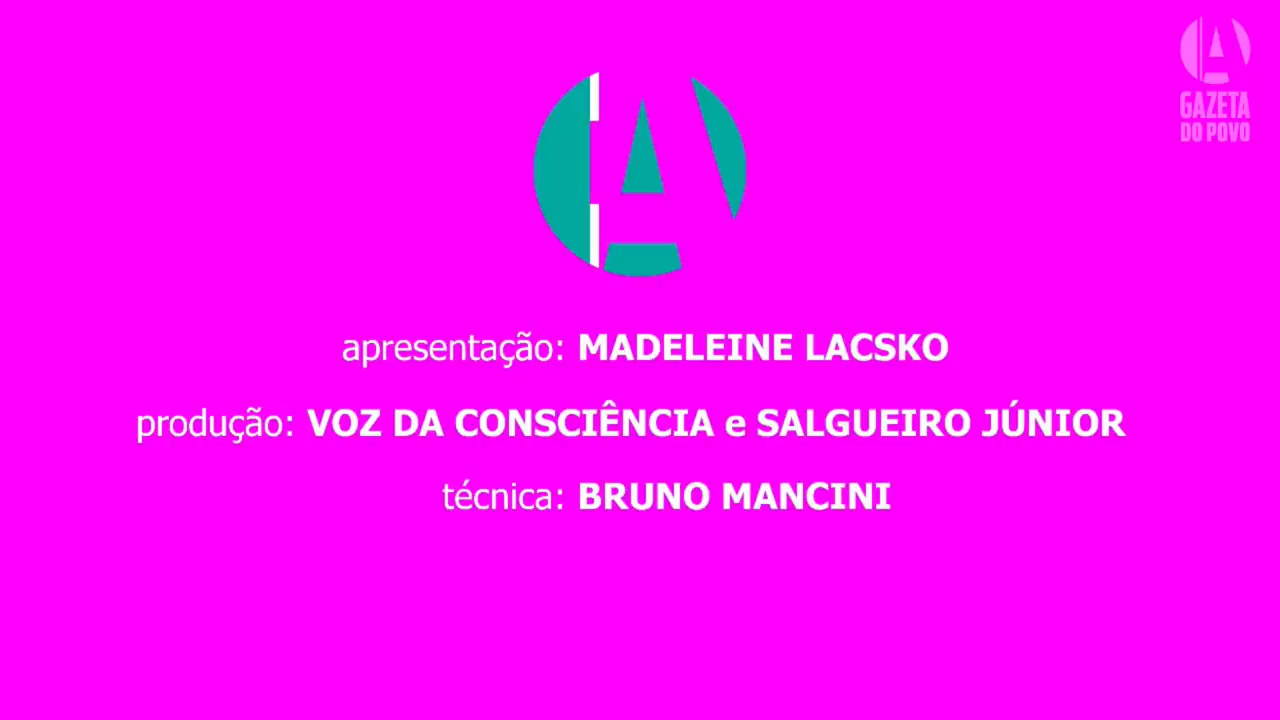 GAZETA
DO POVO
apresentação: MADELEINE LACSKO
produção: VOZ DA CONSCIÊNCIA e SALGUEIRO JÚNIOR
técnica: BRUNO MANCINI